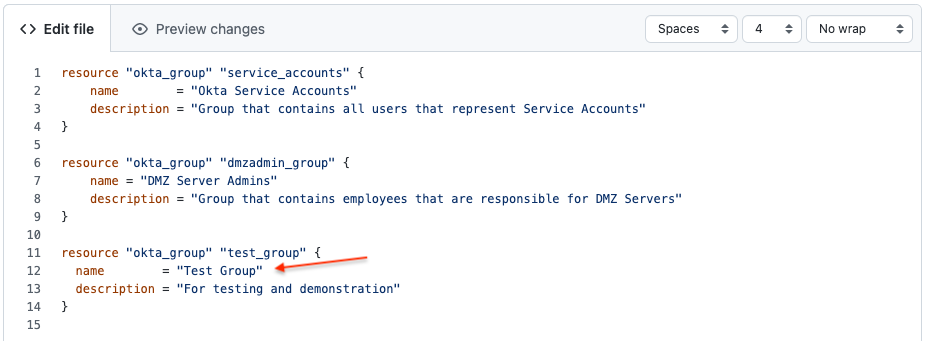 <> Edit file Preview changes Spaces 4 No wrap
1 resource "okta_group" "service_accounts" {
2     name        = "Okta Service Accounts"
3     description = "Group that contains all users that represent Service Accounts"
4 }
5
6 resource "okta_group" "dmzadmin_group" {
7     name = "DMZ Server Admins"
8     description = "Group that contains employees that are responsible for DMZ Servers"
9 }
10
11 resource "okta_group" "test_group" {
12   name        = "Test Group"
13   description = "For testing and demonstration"
14 }
15